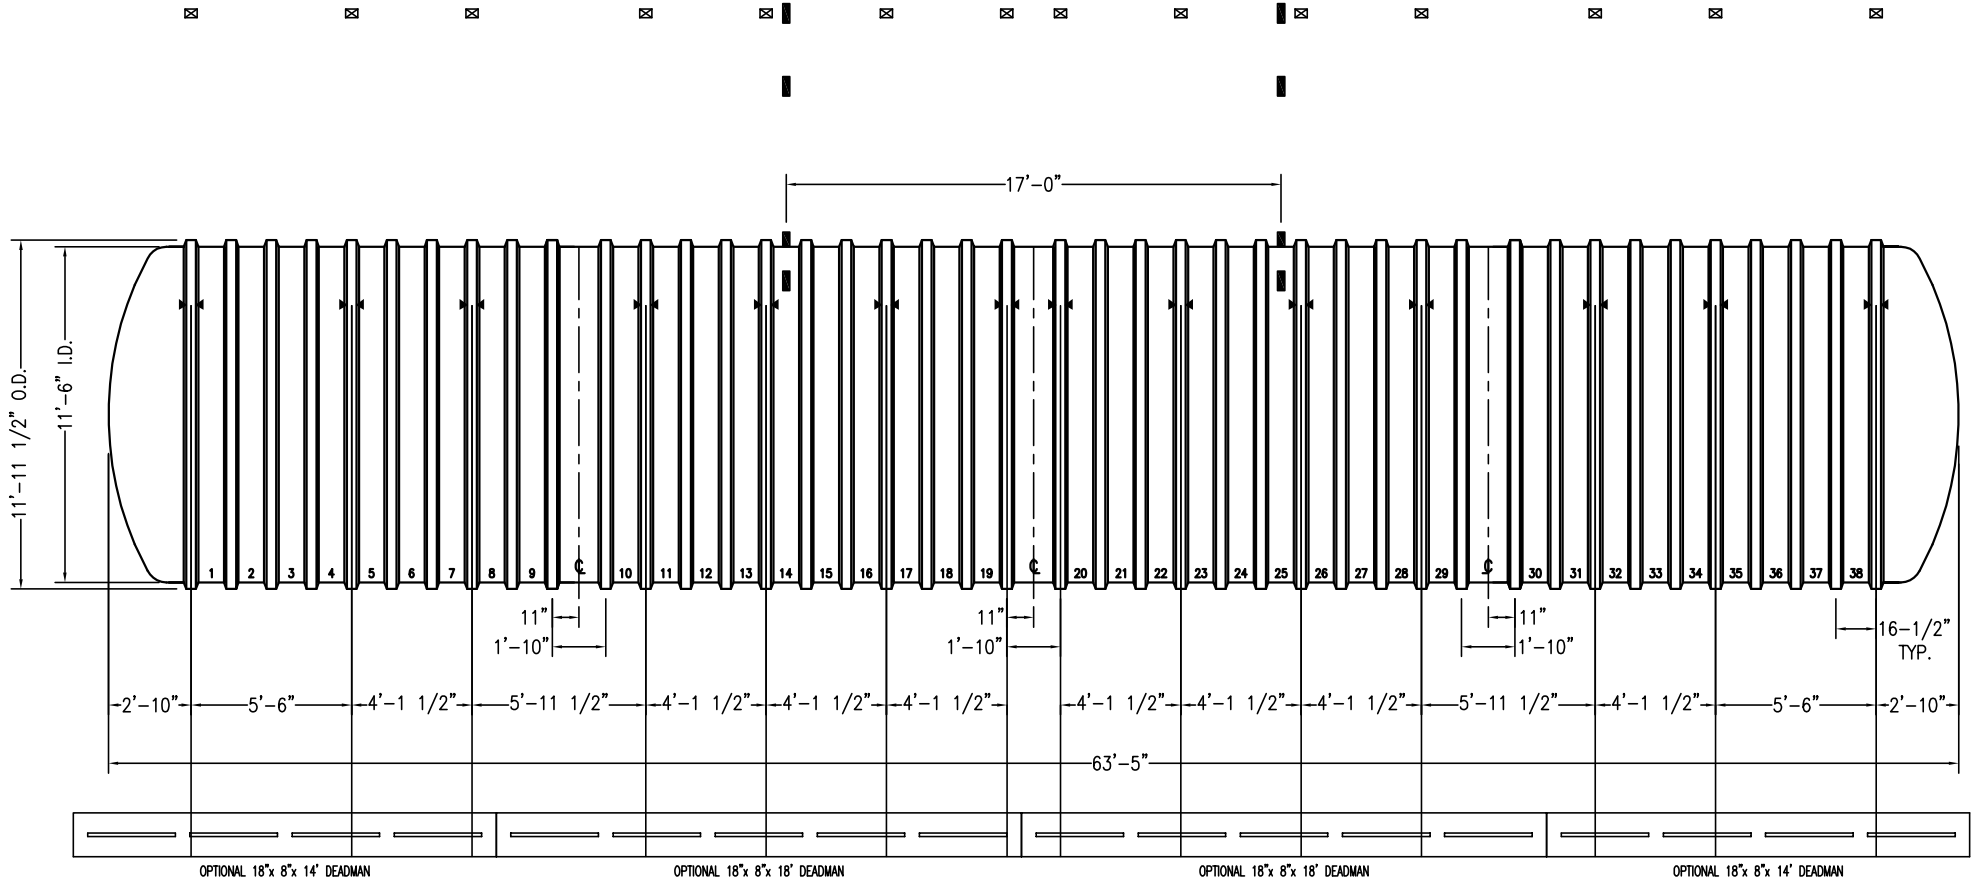 17'-0"
11'-11 1/2" O.D.
11'-6" I.D.
1 2 3 4 5 6 7 8 9 ℄ 10 11 12 13 14 15 16 17 18 19 ℄ 20 21 22 23 24 25 26 27 28 29 ℄ 30 31 32 33 34 35 36 37 38
11" 11" 11"
16-1/2"
TYP.
1'-10" 1'-10" 1'-10"
2'-10" 5'-6" 4'-1 1/2" 5'-11 1/2" 4'-1 1/2" 4'-1 1/2" 4'-1 1/2" 4'-1 1/2" 4'-1 1/2" 4'-1 1/2" 5'-11 1/2" 4'-1 1/2" 5'-6" 2'-10"
63'-5"
OPTIONAL 18"x 8"x 14' DEADMAN OPTIONAL 18"x 8"x 18' DEADMAN OPTIONAL 18"x 8"x 18' DEADMAN OPTIONAL 18"x 8"x 14' DEADMAN